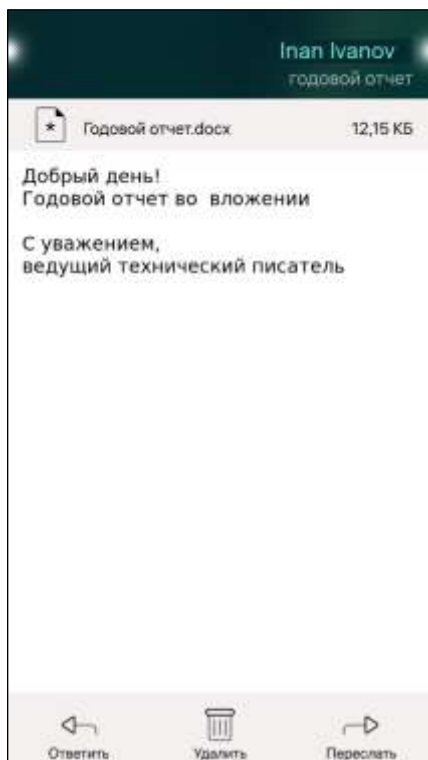 Inan Ivanov
годовой отчет
Годовой отчет.docx 12,15 КБ
Добрый день!
Годовой отчет во вложении
С уважением,
ведущий технический писатель
Ответить Удалить Переслать